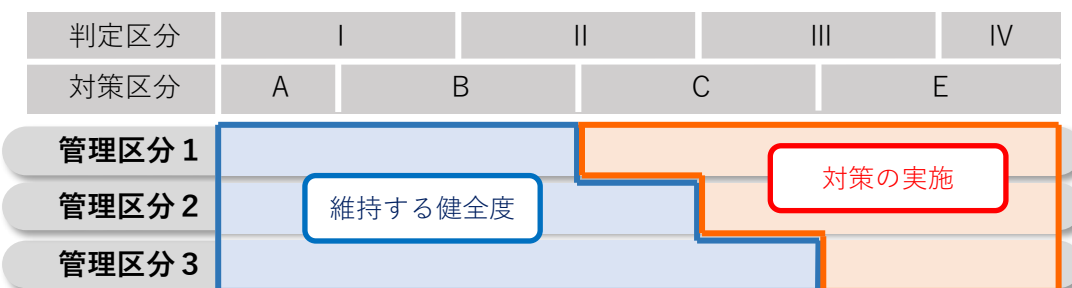 判定区分 I II III IV
対策区分 A B C E
管理区分1
対策の実施
管理区分2
維持する健全度
管理区分3